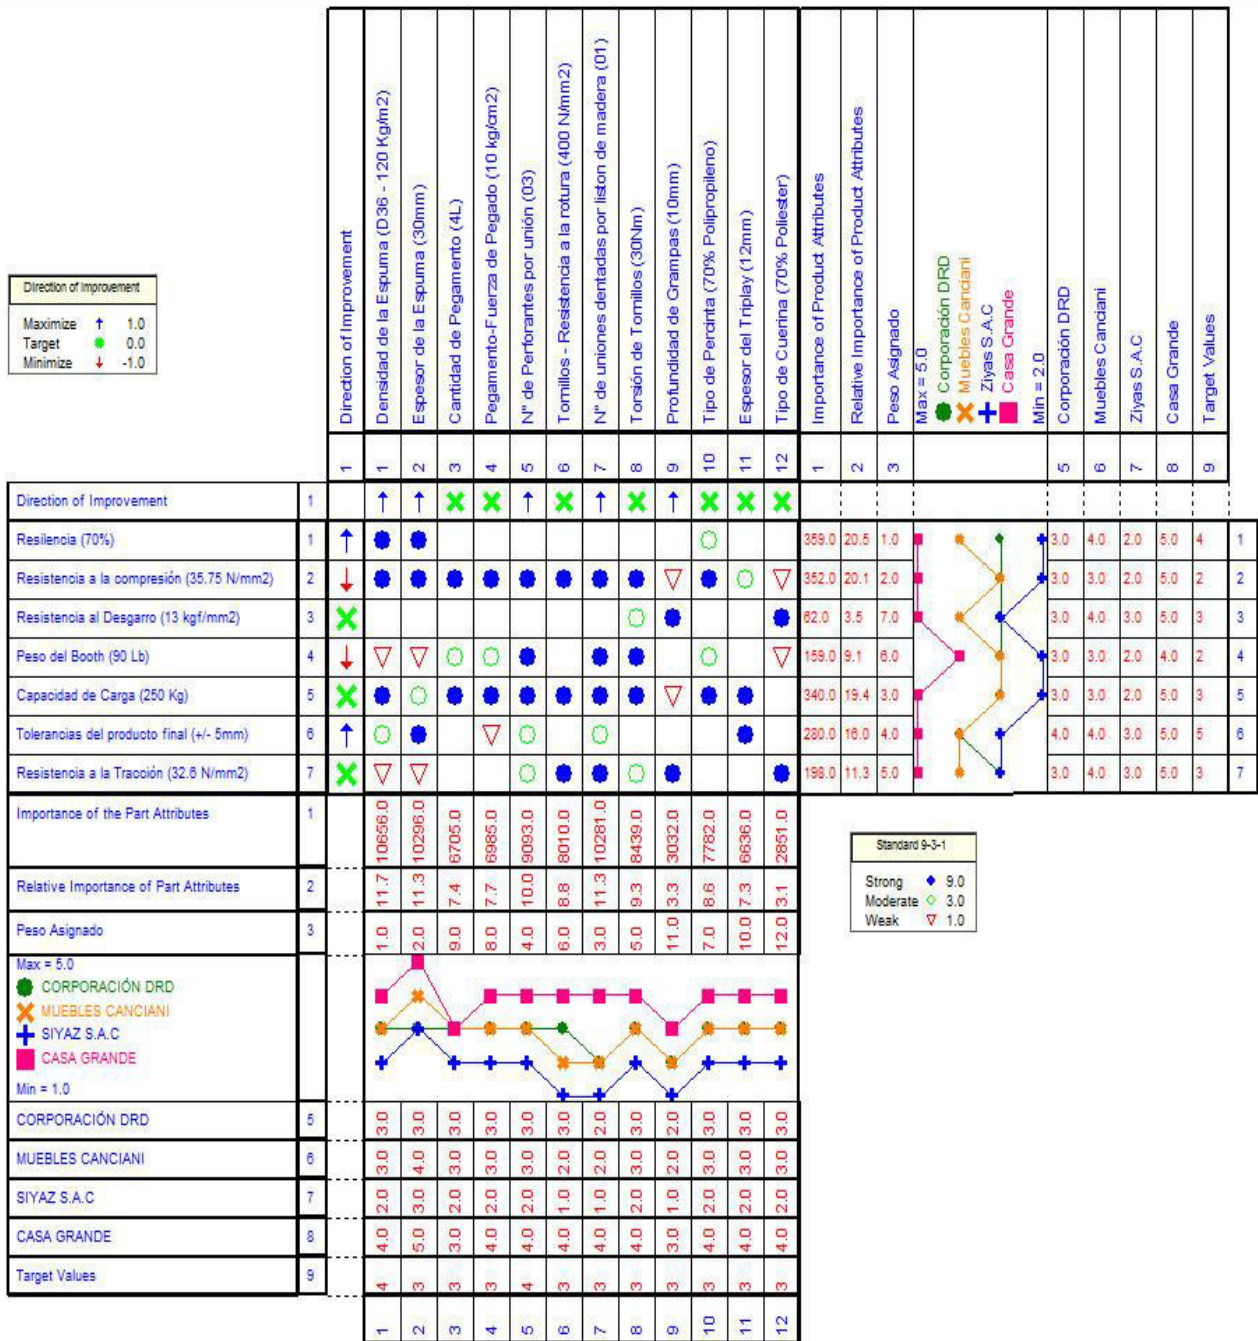 Direction of Improvement
Maximize 1.0
Target 0.0
Minimize -1.0
Direction of Improvement
Densidad de la Espuma (D36 - 120 Kg/m2)
Espesor de la Espuma (30mm)
Cantidad de Pegamento (4L)
Pegamento-Fuerza de Pegado (10 kg/cm2)
N° de Perforantes por unión (03)
Tornillos - Resistencia a la rotura (400 N/mm2)
N° de uniones dentadas por liston de madera (01)
Torsión de Tornillos (30Nm)
Profundidad de Grampas (10mm)
Tipo de Percinta (70% Polipropileno)
Espesor del Triplay (12mm)
Tipo de Cuerina (70% Poliester)
Importance of Product Attributes
Relative Importance of Product Attributes
Peso Asignado
Max = 5.0
Corporación DRD
Muebles Canciani
Ziyas S.A.C
Casa Grande
Min = 2.0
Corporación DRD
Muebles Canciani
Ziyas S.A.C
Casa Grande
Target Values
1 1 2 3 4 5 6 7 8 9 10 11 12 1 2 3 5 6 7 8 9
Direction of Improvement 1
Resilencia (70%) 1 359.0 20.5 1.0 3.0 4.0 2.0 5.0 4 1
Resistencia a la compresión (35.75 N/mm2) 2 352.0 20.1 2.0 3.0 3.0 2.0 5.0 2 2
Resistencia al Desgarro (13 kgf/mm2) 3 62.0 3.5 7.0 3.0 4.0 3.0 5.0 3 3
Peso del Booth (90 Lb) 4 159.0 9.1 6.0 3.0 3.0 2.0 4.0 2 4
Capacidad de Carga (250 Kg) 5 340.0 19.4 3.0 3.0 3.0 2.0 5.0 3 5
Tolerancias del producto final (+/- 5mm) 6 280.0 16.0 4.0 4.0 4.0 3.0 5.0 5 6
Resistencia a la Tracción (32.6 N/mm2) 7 198.0 11.3 5.0 3.0 4.0 3.0 5.0 3 7
Importance of the Part Attributes 1 10656.0 10296.0 6705.0 6985.0 9093.0 8010.0 10281.0 8439.0 3032.0 7782.0 6636.0 2851.0
Relative Importance of Part Attributes 2 11.7 11.3 7.4 7.7 10.0 8.8 11.3 9.3 3.3 8.6 7.3 3.1
Peso Asignado 3 1.0 2.0 9.0 8.0 4.0 6.0 3.0 5.0 11.0 7.0 10.0 12.0
Standard 9-3-1
Strong 9.0
Moderate 3.0
Weak 1.0
Max = 5.0
CORPORACIÓN DRD
MUEBLES CANCIANI
SIYAZ S.A.C
CASA GRANDE
Min = 1.0
CORPORACIÓN DRD 5 3.0 3.0 3.0 3.0 3.0 3.0 2.0 3.0 2.0 3.0 3.0 3.0
MUEBLES CANCIANI 6 3.0 4.0 3.0 3.0 3.0 2.0 2.0 3.0 2.0 3.0 3.0 3.0
SIYAZ S.A.C 7 2.0 3.0 2.0 2.0 2.0 1.0 1.0 2.0 1.0 2.0 2.0 2.0
CASA GRANDE 8 4.0 5.0 3.0 4.0 4.0 4.0 4.0 4.0 3.0 4.0 4.0 4.0
Target Values 9 4 3 3 3 4 3 3 3 3 3 3 3
1 2 3 4 5 6 7 8 9 10 11 12